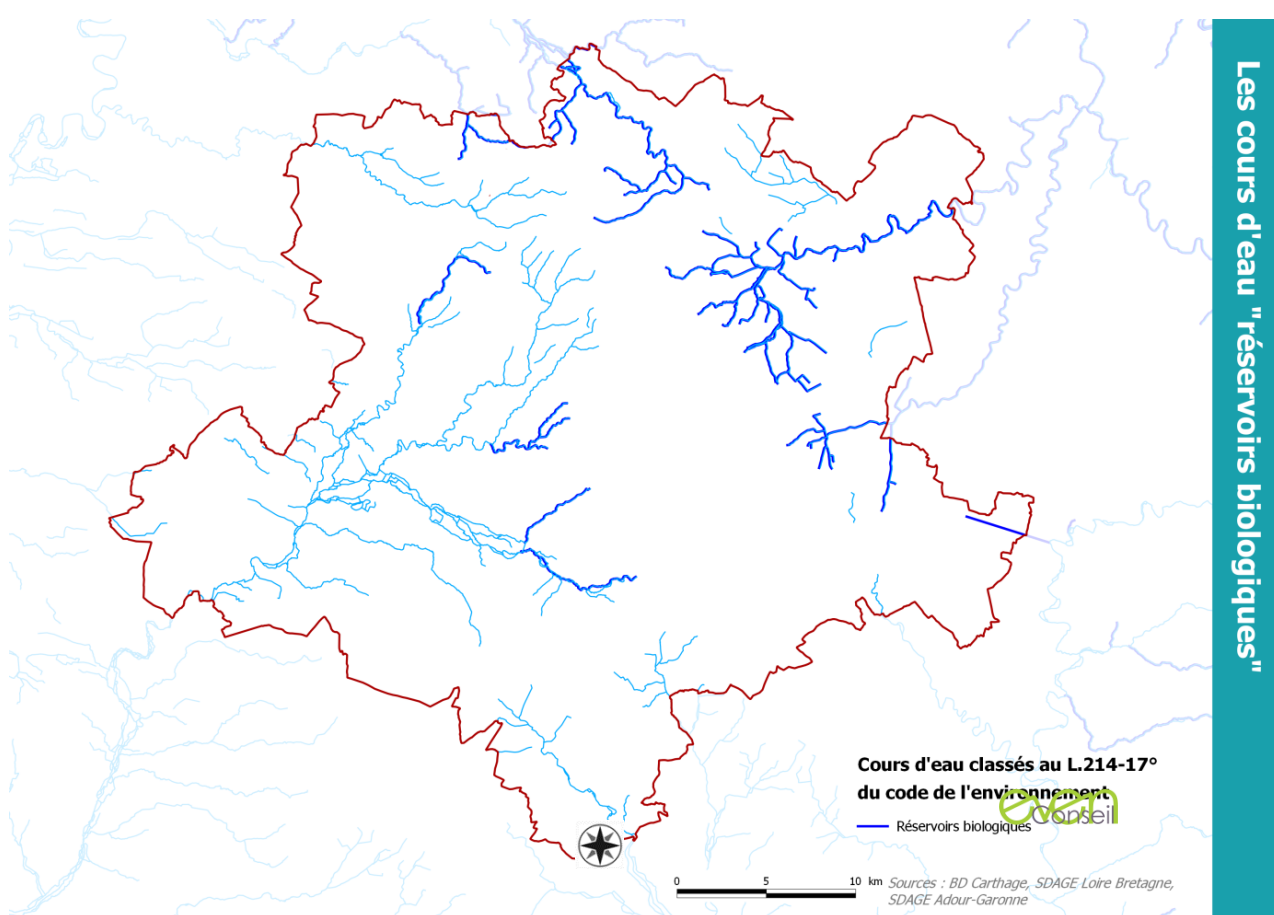 Les cours d'eau "réservoirs biologiques"
Cours d'eau classés au L.214-17°
du code de l'environnement
even
Conseil
Réservoirs biologiques
0 5 10 km
Sources : BD Carthage, SDAGE Loire Bretagne,
SDAGE Adour-Garonne